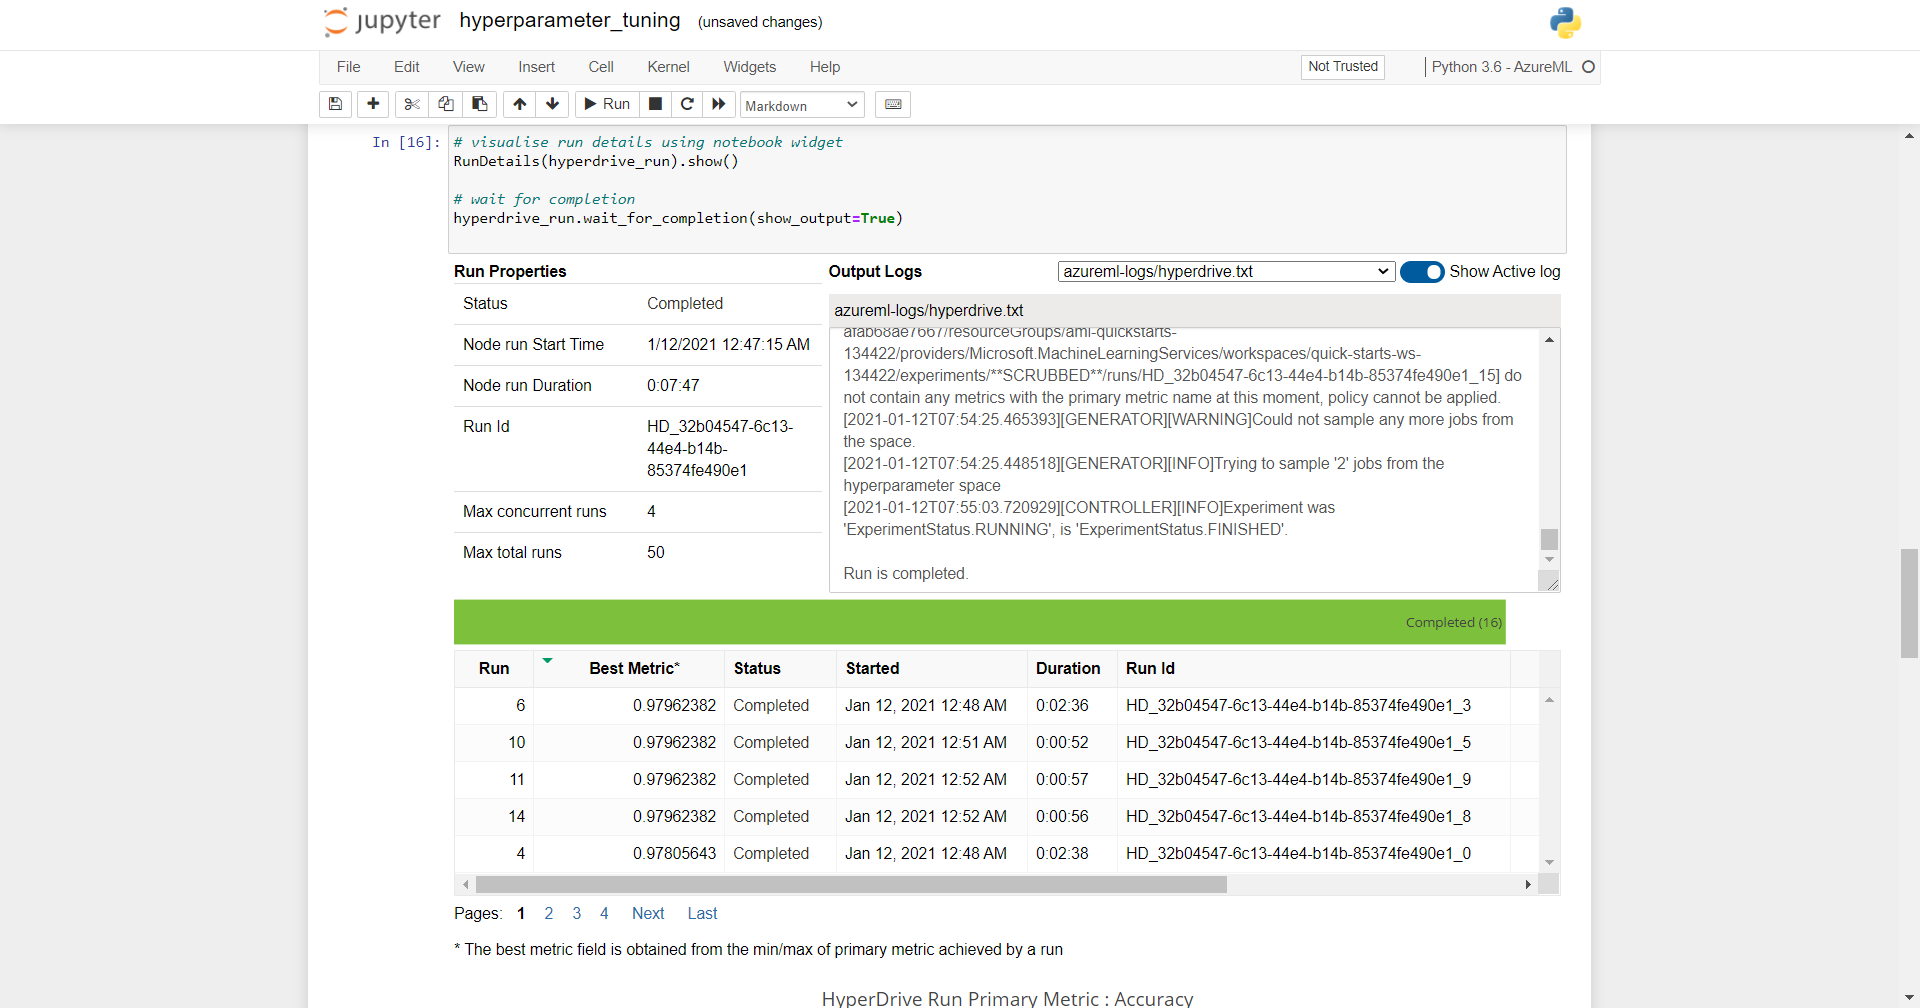 jupyter hyperparameter_tuning (unsaved changes)
File Edit View Insert Cell Kernel Widgets Help Not Trusted Python 3.6 - AzureML
Run Markdown
In [16]: # visualise run details using notebook widget
RunDetails(hyperdrive_run).show()
# wait for completion
hyperdrive_run.wait_for_completion(show_output=True)
Run Properties
Status Completed
Node run Start Time 1/12/2021 12:47:15 AM
Node run Duration 0:07:47
Run Id HD_32b04547-6c13-
44e4-b14b-
85374fe490e1
Max concurrent runs 4
Max total runs 50
Output Logs azureml-logs/hyperdrive.txt Show Active log
azureml-logs/hyperdrive.txt
afab68ae7667/resourceGroups/aml-quickstarts-
134422/providers/Microsoft.MachineLearningServices/workspaces/quick-starts-ws-
134422/experiments/**SCRUBBED**/runs/HD_32b04547-6c13-44e4-b14b-85374fe490e1_15] do
not contain any metrics with the primary metric name at this moment, policy cannot be applied.
[2021-01-12T07:54:25.465393][GENERATOR][WARNING]Could not sample any more jobs from
the space.
[2021-01-12T07:54:25.448518][GENERATOR][INFO]Trying to sample '2' jobs from the
hyperparameter space
[2021-01-12T07:55:03.720929][CONTROLLER][INFO]Experiment was
'ExperimentStatus.RUNNING', is 'ExperimentStatus.FINISHED'.
Run is completed.
Completed (16)
Run Best Metric* Status Started Duration Run Id
6 0.97962382 Completed Jan 12, 2021 12:48 AM 0:02:36 HD_32b04547-6c13-44e4-b14b-85374fe490e1_3
10 0.97962382 Completed Jan 12, 2021 12:51 AM 0:00:52 HD_32b04547-6c13-44e4-b14b-85374fe490e1_5
11 0.97962382 Completed Jan 12, 2021 12:52 AM 0:00:57 HD_32b04547-6c13-44e4-b14b-85374fe490e1_9
14 0.97962382 Completed Jan 12, 2021 12:52 AM 0:00:56 HD_32b04547-6c13-44e4-b14b-85374fe490e1_8
4 0.97805643 Completed Jan 12, 2021 12:48 AM 0:02:38 HD_32b04547-6c13-44e4-b14b-85374fe490e1_0
Pages: 1 2 3 4 Next Last
* The best metric field is obtained from the min/max of primary metric achieved by a run
HyperDrive Run Primary Metric : Accuracy